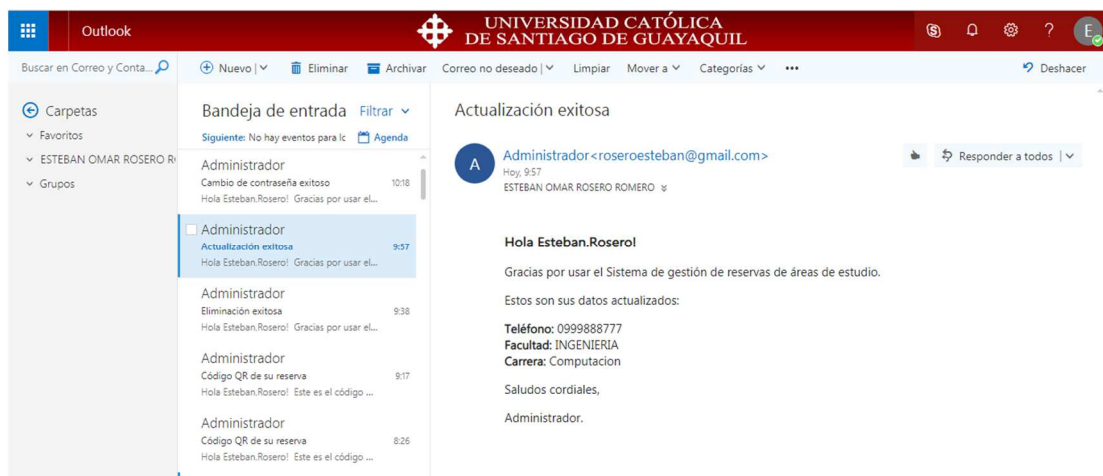 Outlook
UNIVERSIDAD CATÓLICA
DE SANTIAGO DE GUAYAQUIL
S
?
E
Buscar en Correo y Conta...
Nuevo |
Eliminar
Archivar
Correo no deseado |
Limpiar
Mover a
Categorías
...
Deshacer
Carpetas
Favoritos
ESTEBAN OMAR ROSERO R
Grupos
Bandeja de entrada
Filtrar
Siguiente: No hay eventos para lc
Agenda
Administrador
Cambio de contraseña exitoso 10:18
Hola Esteban.Rosero! Gracias por usar el...
Administrador
Actualización exitosa 9:57
Hola Esteban.Rosero! Gracias por usar el...
Administrador
Eliminación exitosa 9:38
Hola Esteban.Rosero! Gracias por usar el...
Administrador
Código QR de su reserva 9:17
Hola Esteban.Rosero! Este es el código ...
Administrador
Código QR de su reserva 8:26
Hola Esteban.Rosero! Este es el código ...
Actualización exitosa
A
Administrador<roseroesteban@gmail.com>
Hoy, 9:57
ESTEBAN OMAR ROSERO ROMERO
Responder a todos |
Hola Esteban.Rosero!
Gracias por usar el Sistema de gestión de reservas de áreas de estudio.
Estos son sus datos actualizados:
Teléfono: 0999888777
Facultad: INGENIERIA
Carrera: Computacion
Saludos cordiales,
Administrador.